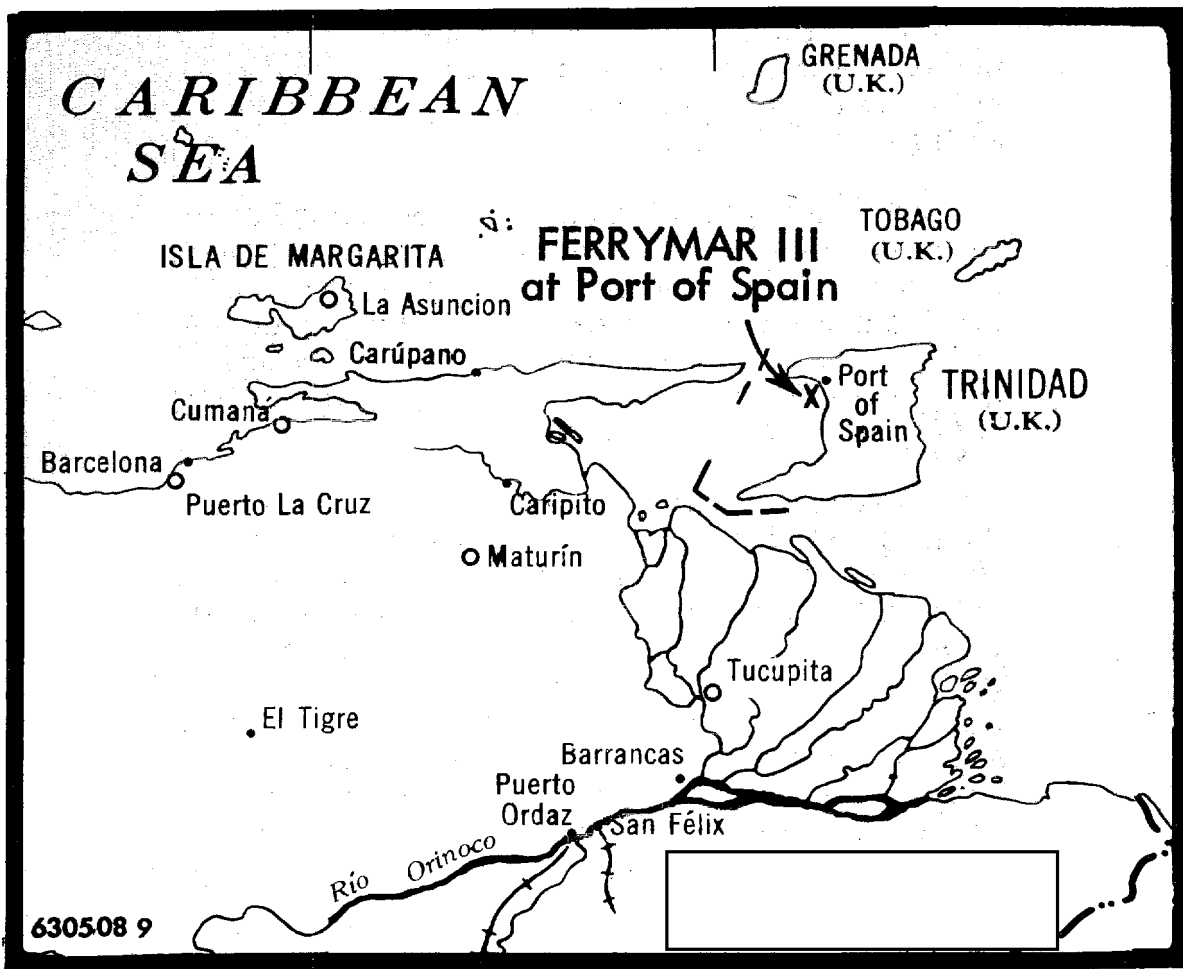 CARIBBEAN
SEA
GRENADA
(U.K.)
TOBAGO
(U.K.)
FERRYMAR III
at Port of Spain
ISLA DE MARGARITA
La Asuncion
Carúpano
Port
of
Spain
TRINIDAD
(U.K.)
Cumana
Barcelona
Puerto La Cruz
Caripito
Maturín
Tucupita
El Tigre
Barrancas
Puerto
Ordaz
San Félix
Río Orinoco
630508 9